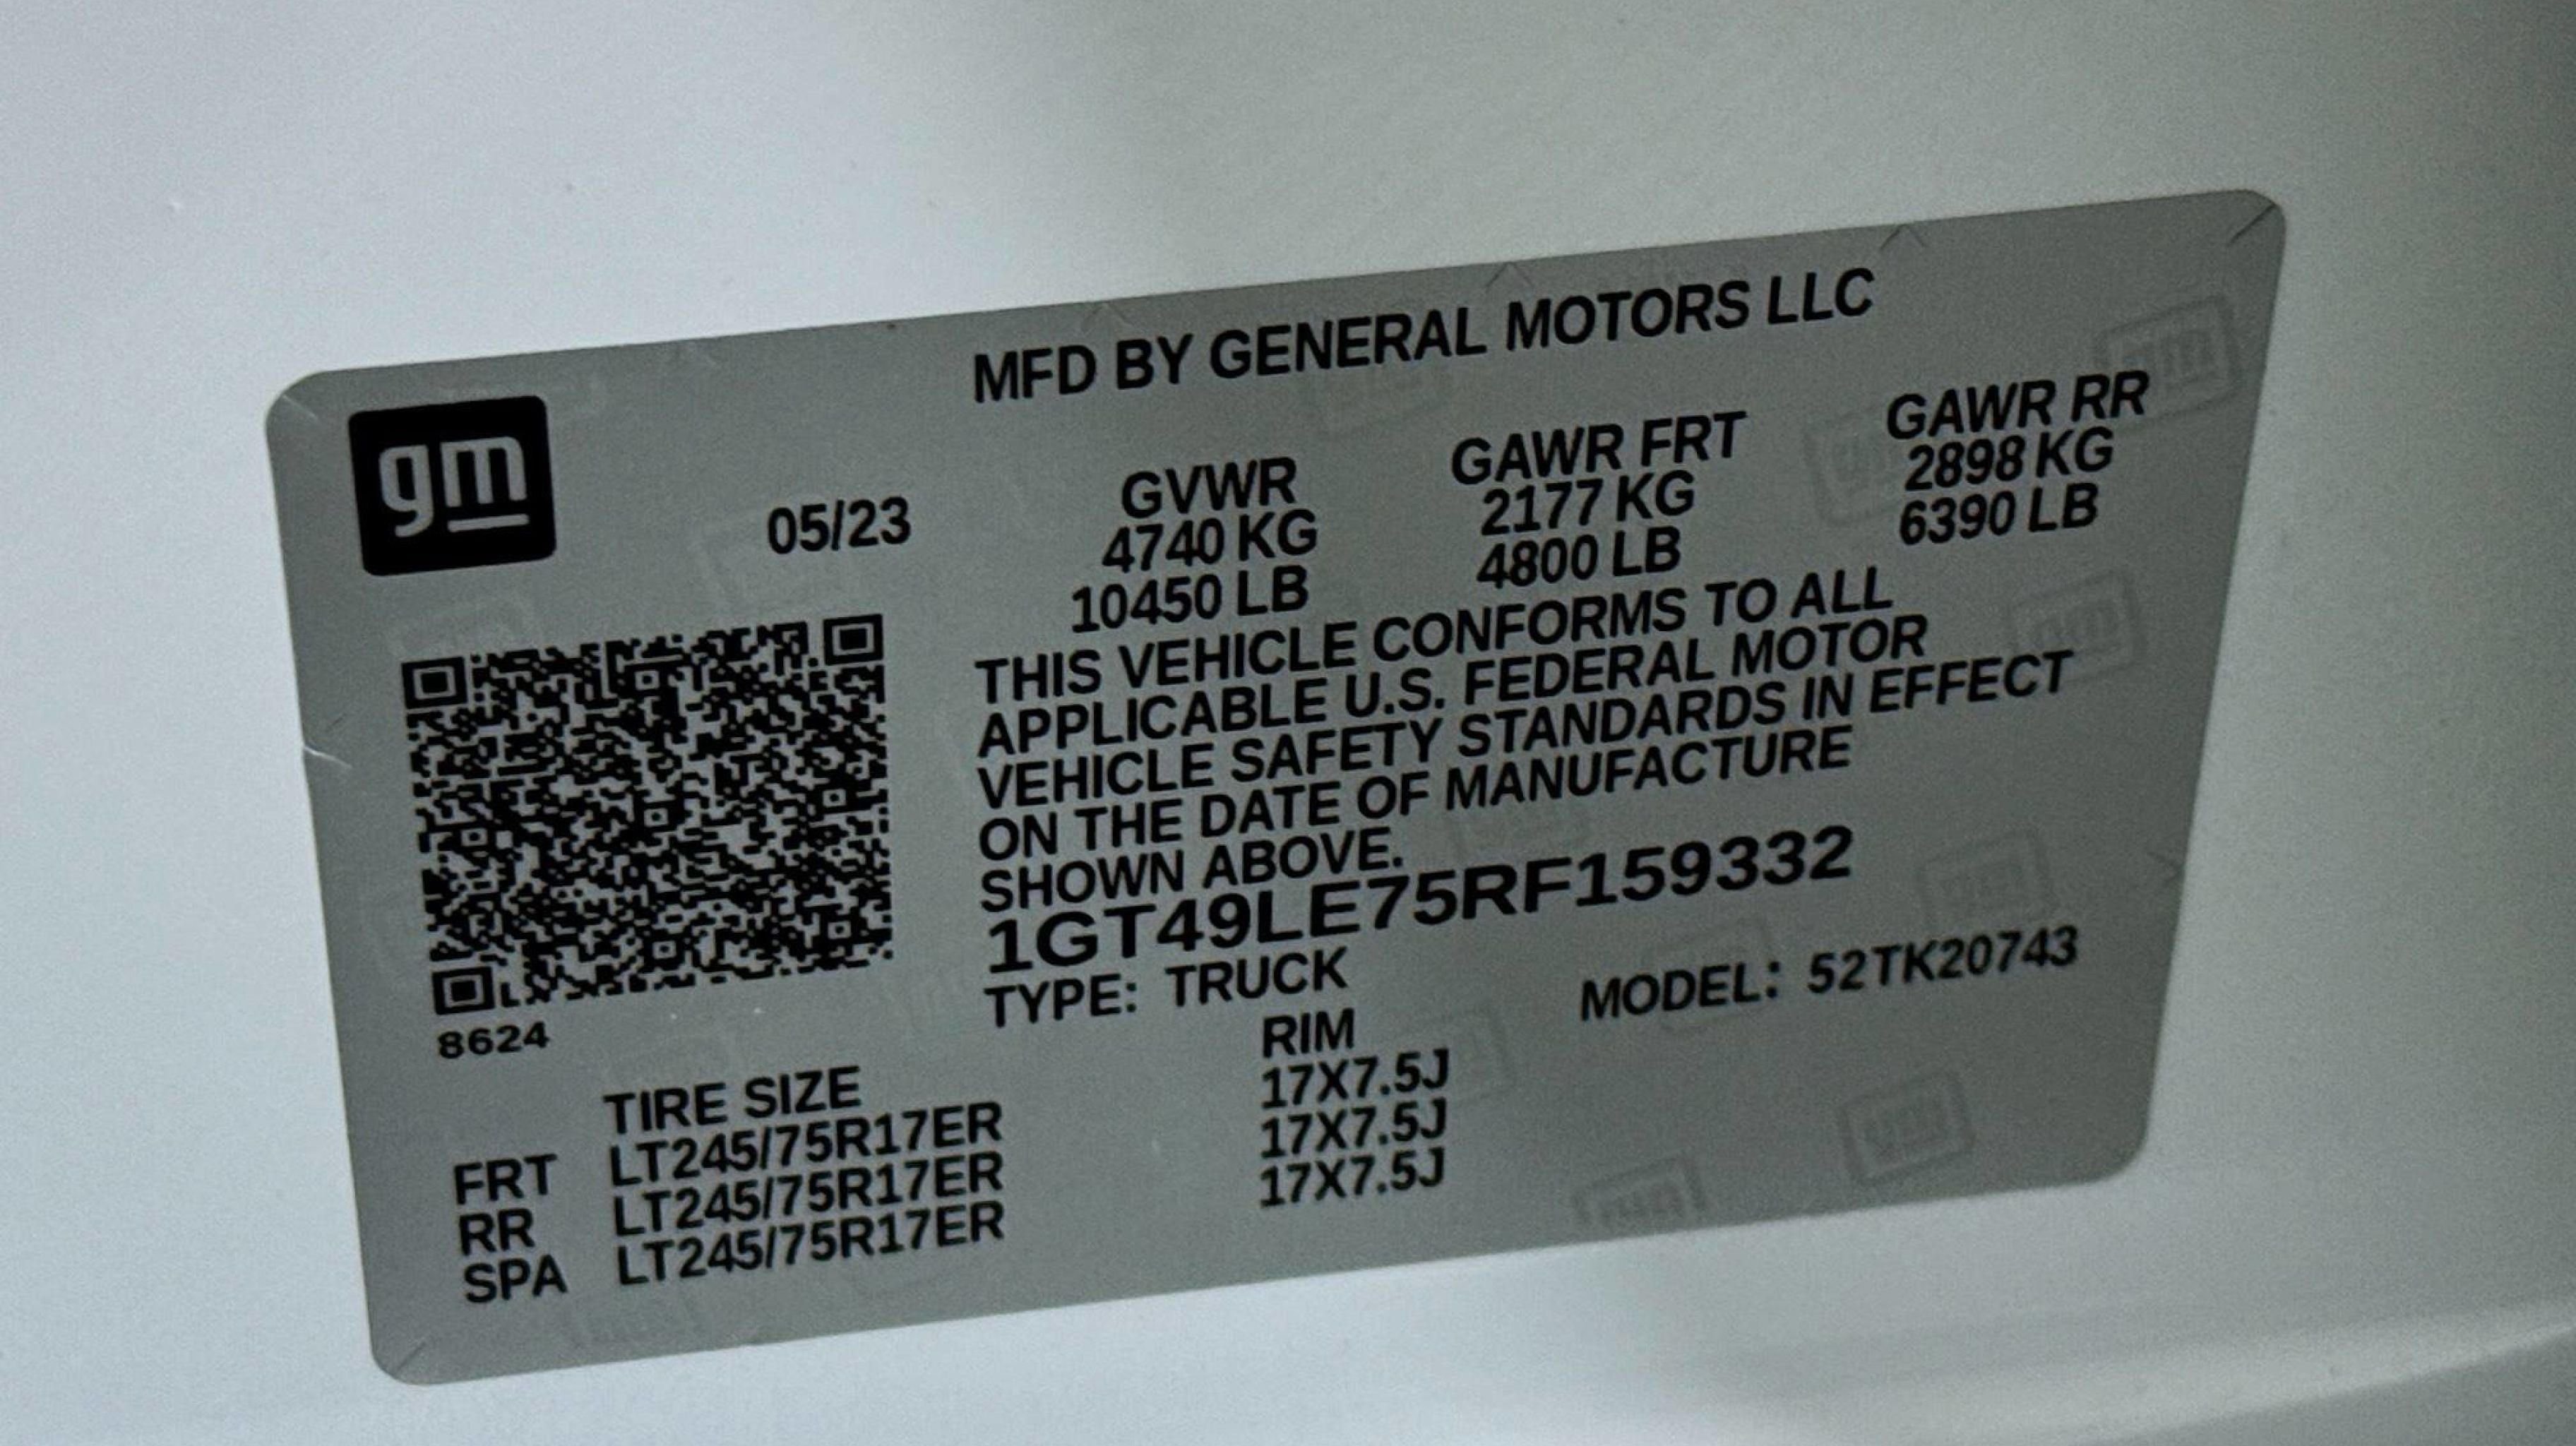 MFD BY GENERAL MOTORS LLC
gm
05/23
GVWR GAWR FRT GAWR RR
4740 KG 2177 KG 2898 KG
10450 LB 4800 LB 6390 LB
THIS VEHICLE CONFORMS TO ALL
APPLICABLE U.S. FEDERAL MOTOR
VEHICLE SAFETY STANDARDS IN EFFECT
ON THE DATE OF MANUFACTURE
SHOWN ABOVE.
1GT49LE75RF159332
TYPE: TRUCK MODEL: 52TK20743
8624
TIRE SIZE RIM
FRT LT245/75R17ER 17X7.5J
RR LT245/75R17ER 17X7.5J
SPA LT245/75R17ER 17X7.5J